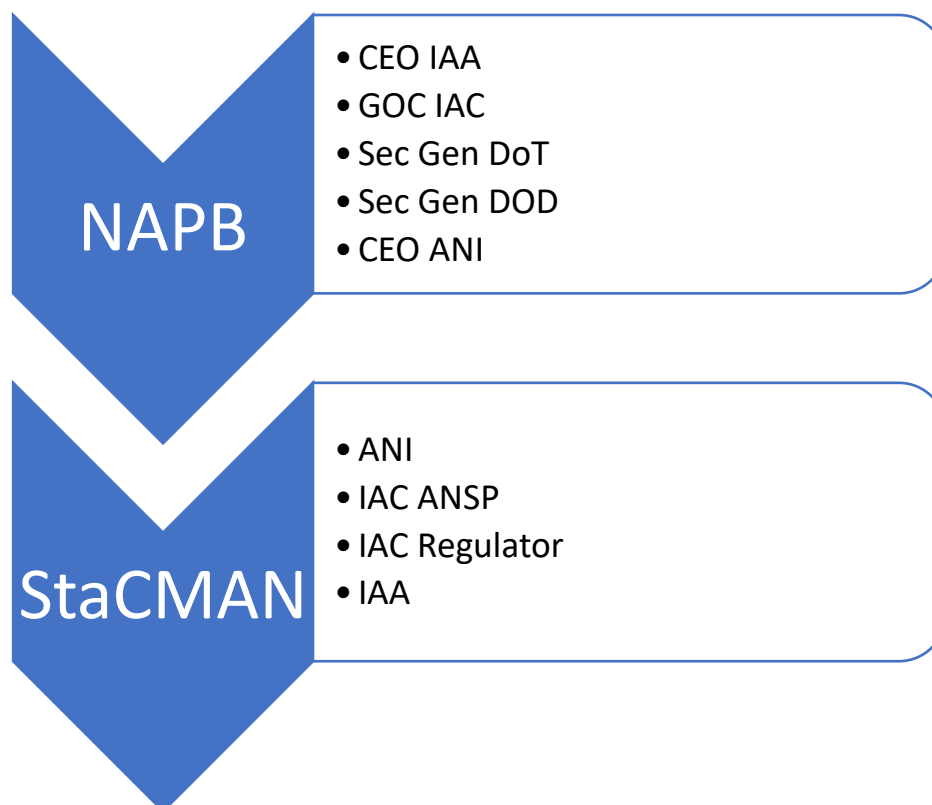 NAPB
• CEO IAA
• GOC IAC
• Sec Gen DoT
• Sec Gen DOD
• CEO ANI
StaCMAN
• ANI
• IAC ANSP
• IAC Regulator
• IAA